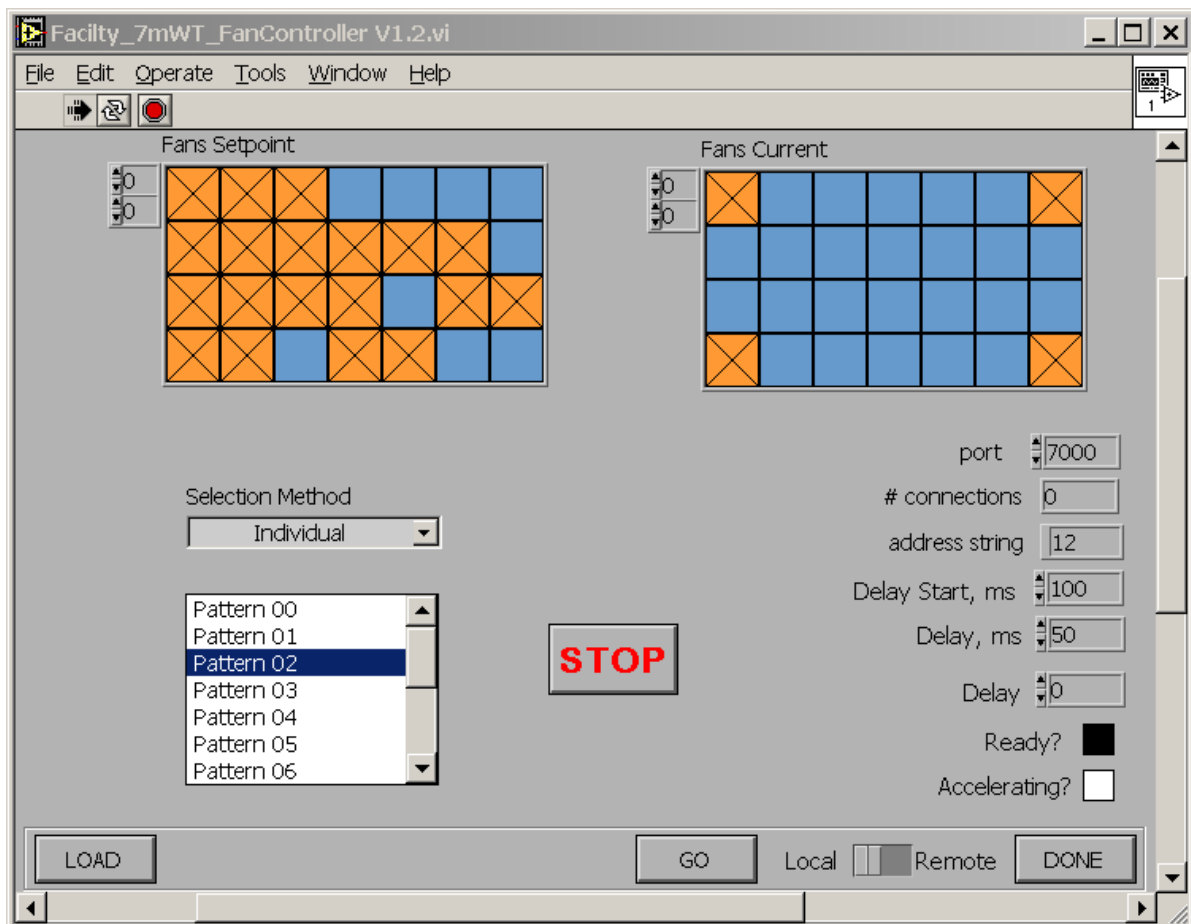 Facilty_7mWT_FanController V1.2.vi
File Edit Operate Tools Window Help
1
Fans Setpoint
0
0
Fans Current
0
0
port 7000
# connections 0
address string 12
Delay Start, ms 100
Delay, ms 50
Delay 0
Ready?
Accelerating?
Selection Method
Individual
Pattern 00
Pattern 01
Pattern 02
Pattern 03
Pattern 04
Pattern 05
Pattern 06
STOP
LOAD GO Local Remote DONE